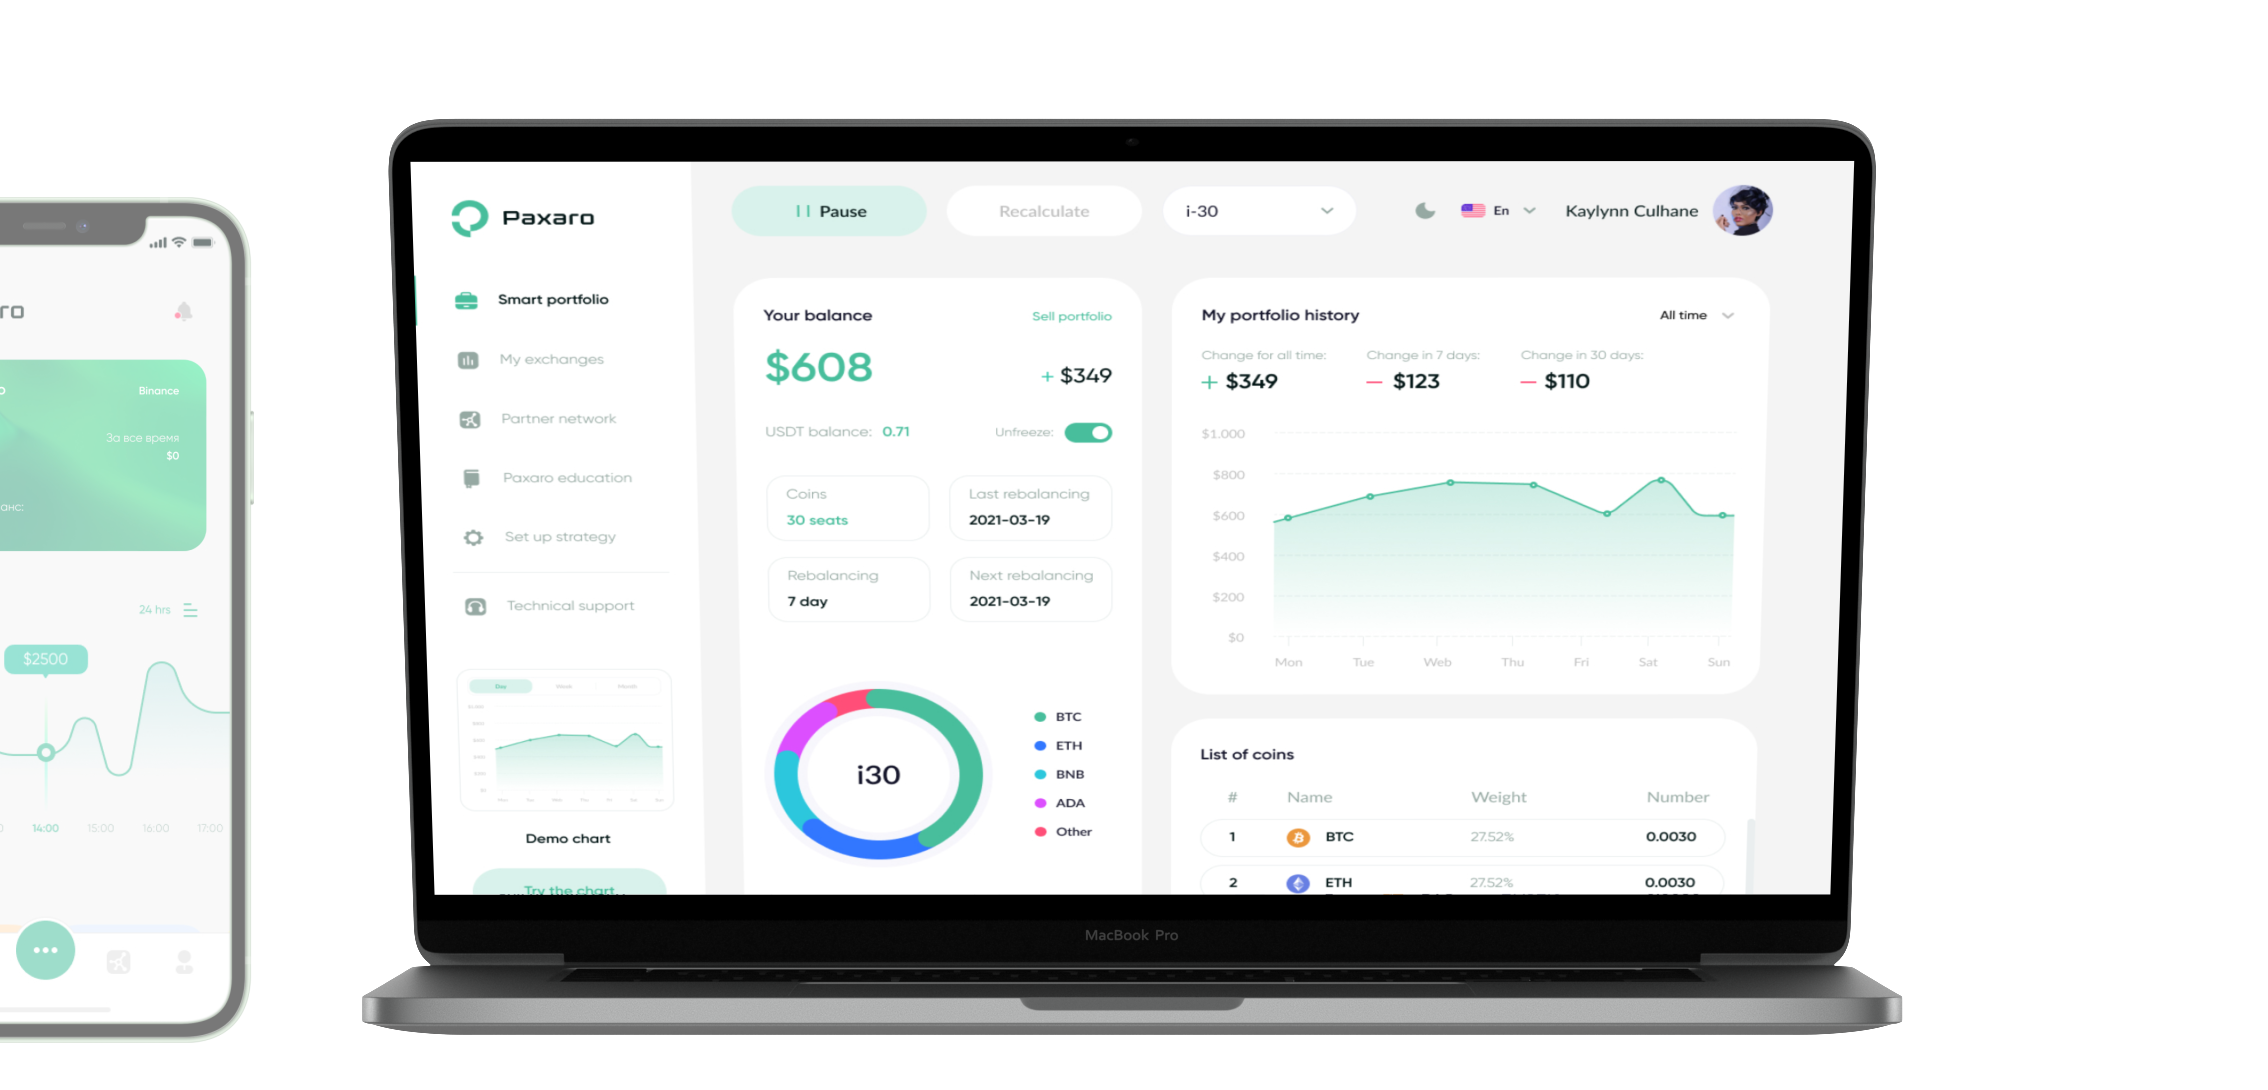 ro
Binance
За все время
$0
анс:
24 hrs
$2500
14:00 15:00 16:00 17:00
Paxaro
Smart portfolio
My exchanges
Partner network
Paxaro education
Set up strategy
Technical support
Day Week Month
Demo chart
Try the chart
Pause
Recalculate
i-30
En
Kaylynn Culhane
Your balance
Sell portfolio
$608
+ $349
USDT balance: 0.71
Unfreeze:
Coins
30 seats
Last rebalancing
2021-03-19
Rebalancing
7 day
Next rebalancing
2021-03-19
i30
BTC
ETH
BNB
ADA
Other
My portfolio history
All time
Change for all time:
+ $349
Change in 7 days:
— $123
Change in 30 days:
— $110
$1.000
$800
$600
$400
$200
$0
Mon Tue Web Thu Fri Sat Sun
List of coins
# Name Weight Number
1 BTC 27.52% 0.0030
2 ETH 27.52% 0.0030
MacBook Pro